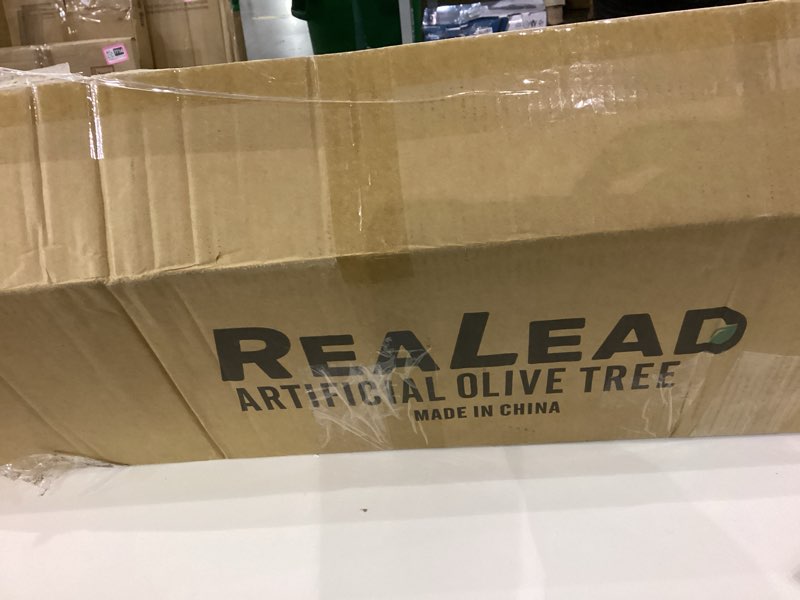 REALEAD
ARTIFICIAL OLIVE TREE
MADE IN CHINA